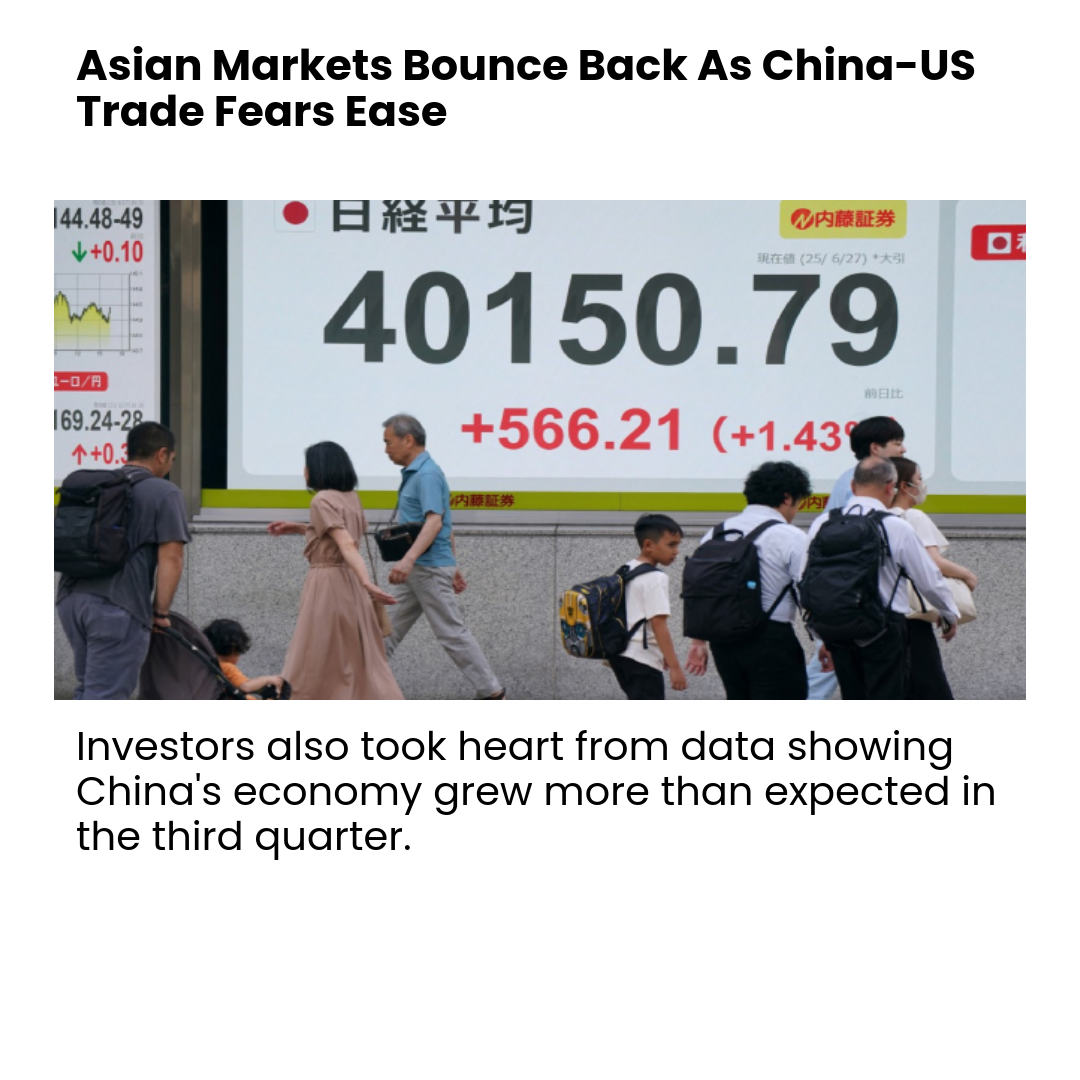 Asian Markets Bounce Back As China-US
Trade Fears Ease
144.48-49
+0.10
ユーロ/円
169.24-28
日経平均
内藤証券
現在値 (25/ 6/27) *大引
40150.79
前日比
+566.21 (+1.43
内藤証券
Investors also took heart from data showing
China's economy grew more than expected in
the third quarter.